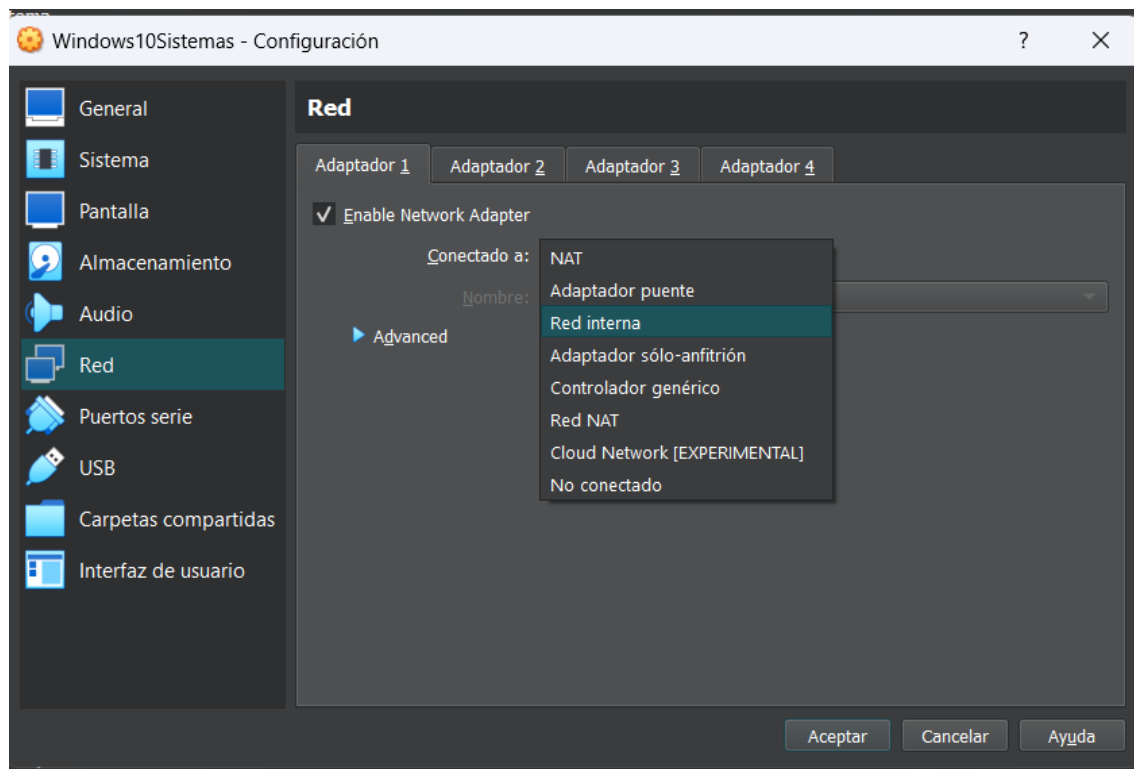 Windows10Sistemas - Configuración
?
General
Sistema
Pantalla
Almacenamiento
Audio
Red
Puertos serie
USB
Carpetas compartidas
Interfaz de usuario
Red
Adaptador 1
Adaptador 2
Adaptador 3
Adaptador 4
Enable Network Adapter
Conectado a:
NAT
Adaptador puente
Red interna
Adaptador sólo-anfitrión
Controlador genérico
Red NAT
Cloud Network [EXPERIMENTAL]
No conectado
Nombre:
Advanced
Aceptar
Cancelar
Ayuda